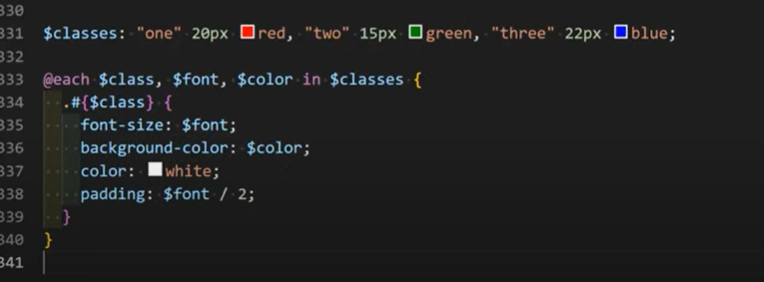 330
331 $classes: "one" 20px red, "two" 15px green, "three" 22px blue;
332
333 @each $class, $font, $color in $classes {
334 .#{$class} {
335 font-size: $font;
336 background-color: $color;
337 color: white;
338 padding: $font / 2;
339 }
340 }
341